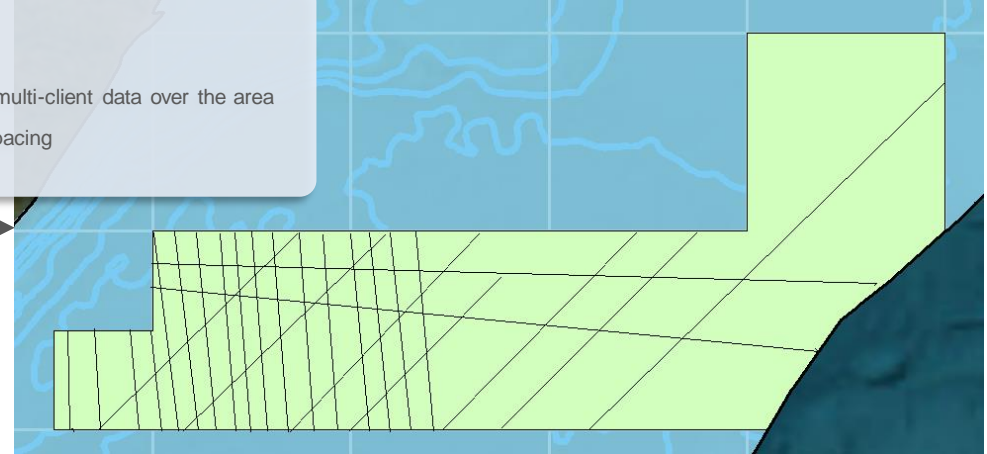 multi-client data over the area
pacing